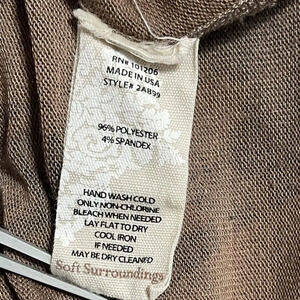 RN# 101206
MADE IN USA
STYLE# 2AB99
96% POLYESTER
4% SPANDEX
HAND WASH COLD
ONLY NON-CHLORINE
BLEACH WHEN NEEDED
LAY FLAT TO DRY
COOL IRON
IF NEEDED
MAY BE DRY CLEANED
Soft Surroundings